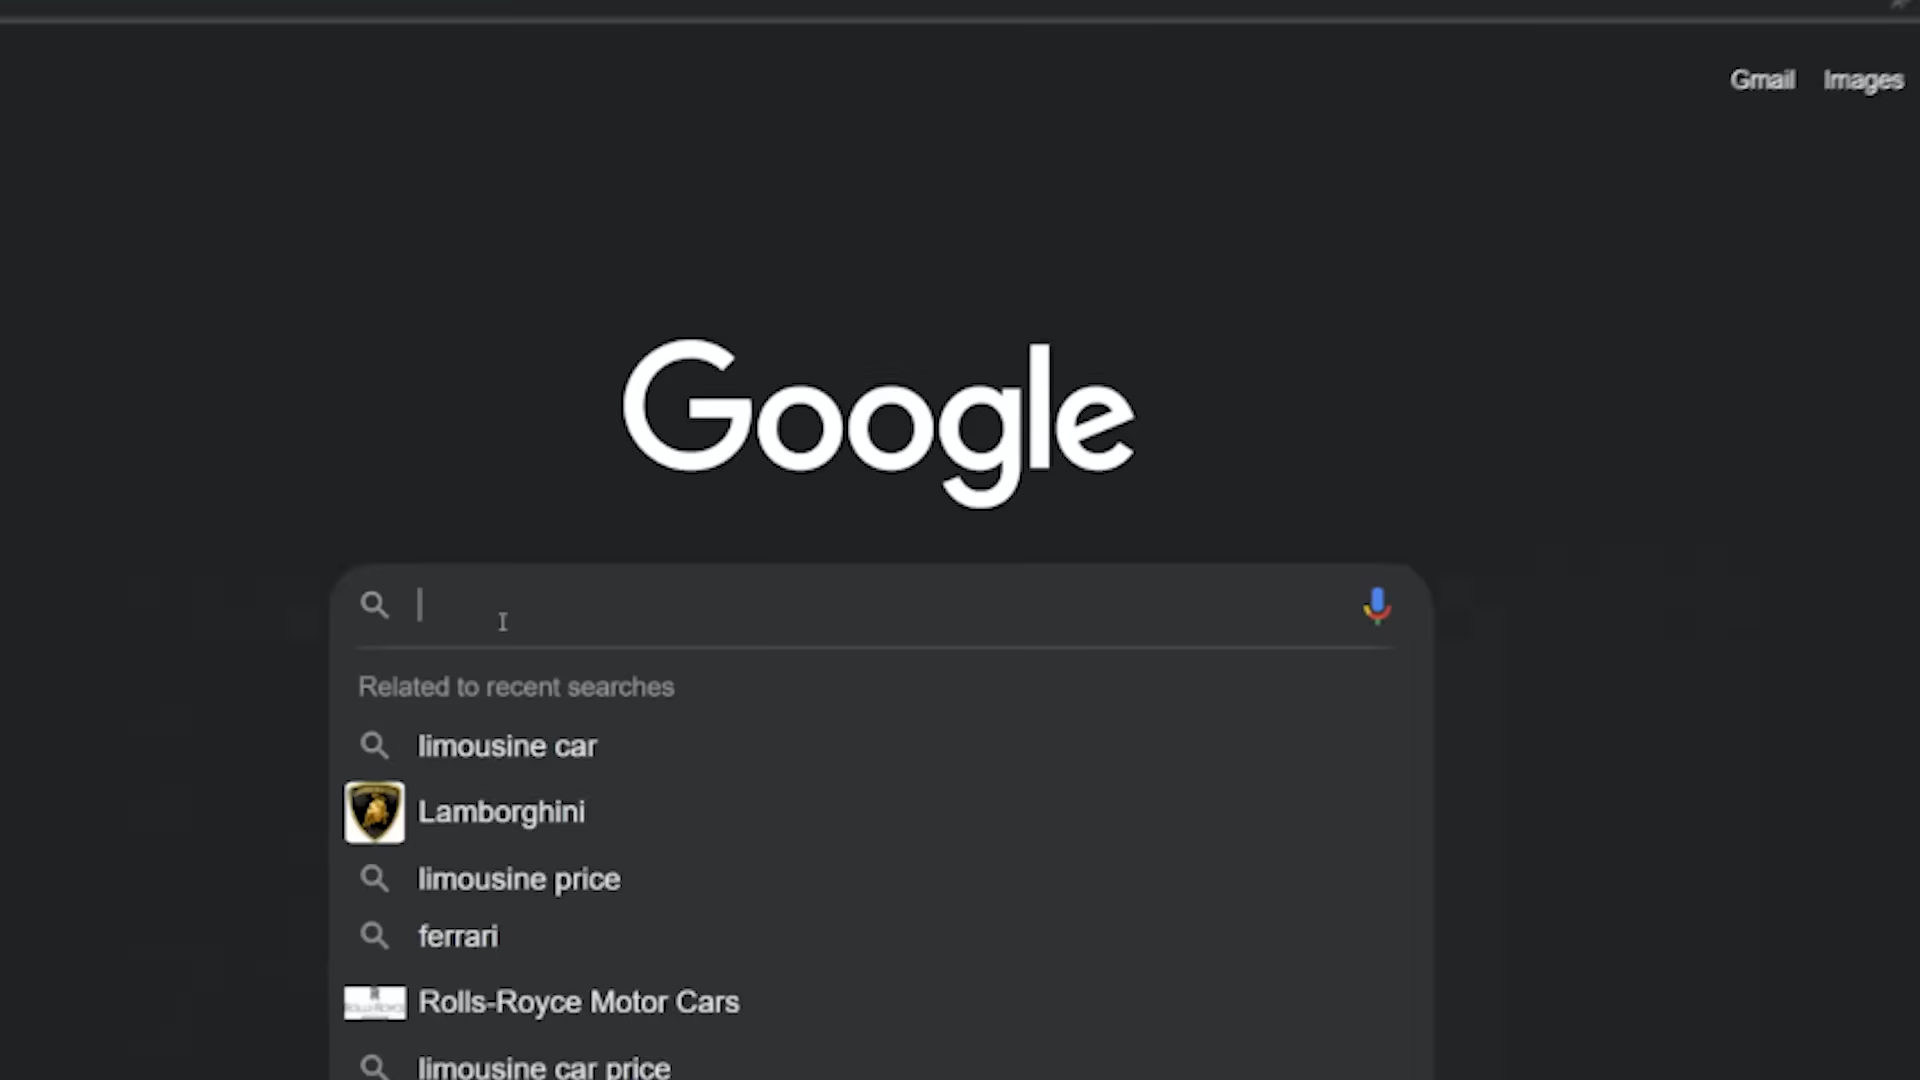 Gmail Images
Google
Related to recent searches
limousine car
Lamborghini
limousine price
ferrari
Rolls-Royce Motor Cars
limousine car price